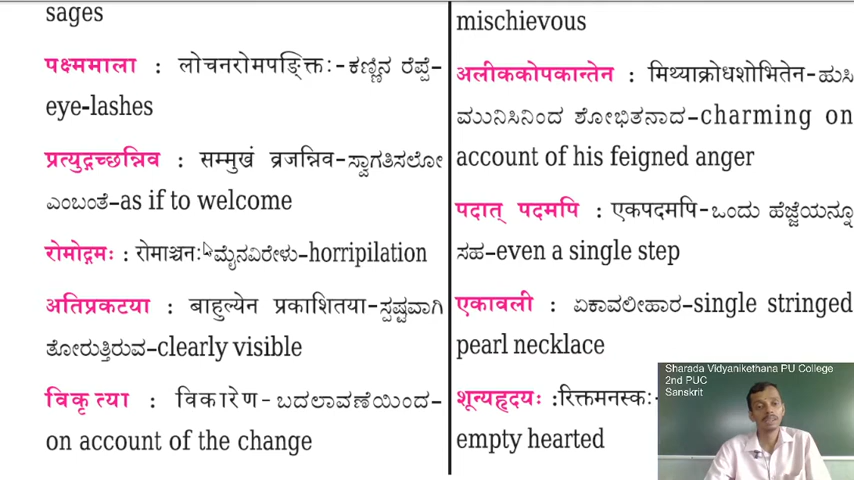 sages
पक्ष्ममाला : लोचनरोमपङ्क्तिः-ಕಣ್ಣಿನ ರೆಪ್ಪೆ-
eye-lashes
प्रत्युद्गच्छन्निव : सम्मुखं व्रजन्निव-ಸ್ವಾಗತಿಸಲೋ
ಎಂಬಂತೆ-as if to welcome
रोमोद्गमः : रोमाञ्चनः-ಮೈನವಿರೇಳು-horripilation
अतिप्रकटया : बाहुल्येन प्रकाशितया-ಸ್ಪಷ್ಟವಾಗಿ
ತೋರುತ್ತಿರುವ-clearly visible
विकृत्या : विकारेण-ಬದಲಾವಣೆಯಿಂದ-
on account of the change
mischievous
अलीककोपकान्तेन : मिथ्याक्रोधशोभितेन-ಹುಸಿ
ಮುನಿಸಿನಿಂದ ಶೋಭಿತನಾದ-charming on
account of his feigned anger
पदात् पदमपि : एकपदमपि-ಒಂದು ಹೆಜ್ಜೆಯನ್ನೂ
ಸಹ-even a single step
एकावली : ಏಕಾವಲೀಹಾರ-single stringed
pearl necklace
शून्यहृदयः :रिक्तमनस्कः-
empty hearted
Sharada Vidyanikethana PU College
2nd PUC
Sanskrit